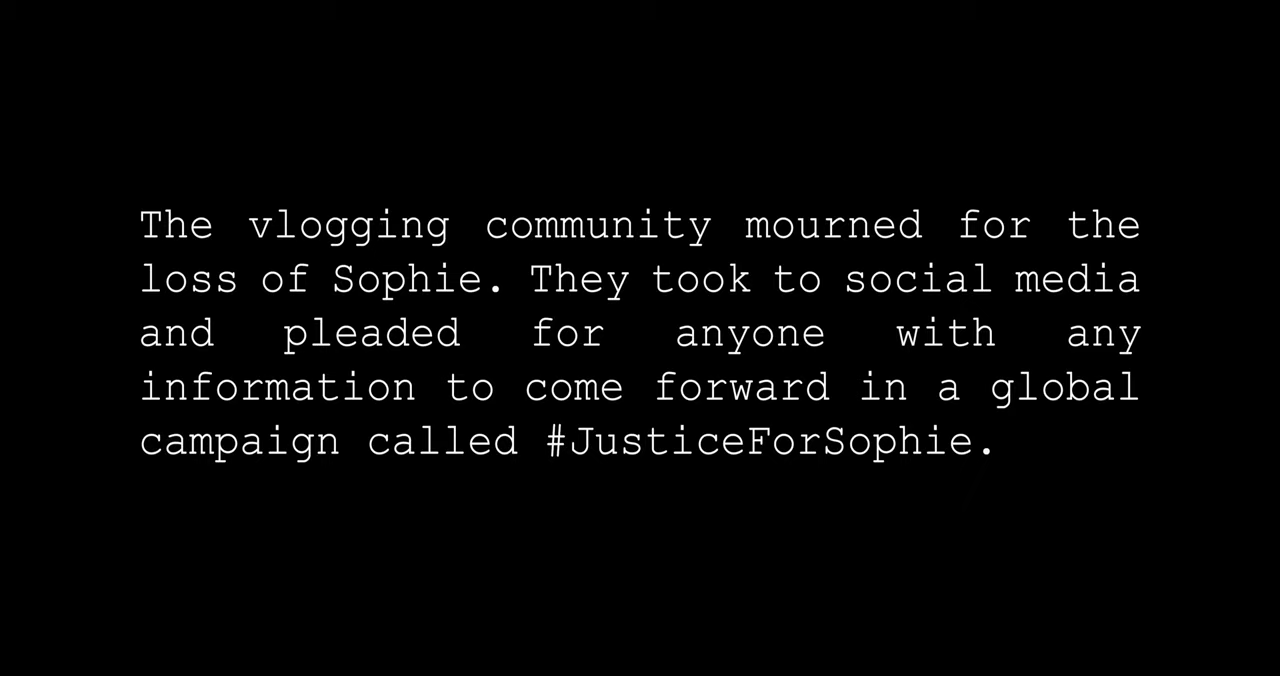 The vlogging community mourned for the
loss of Sophie. They took to social media
and pleaded for anyone with any
information to come forward in a global
campaign called #JusticeForSophie.